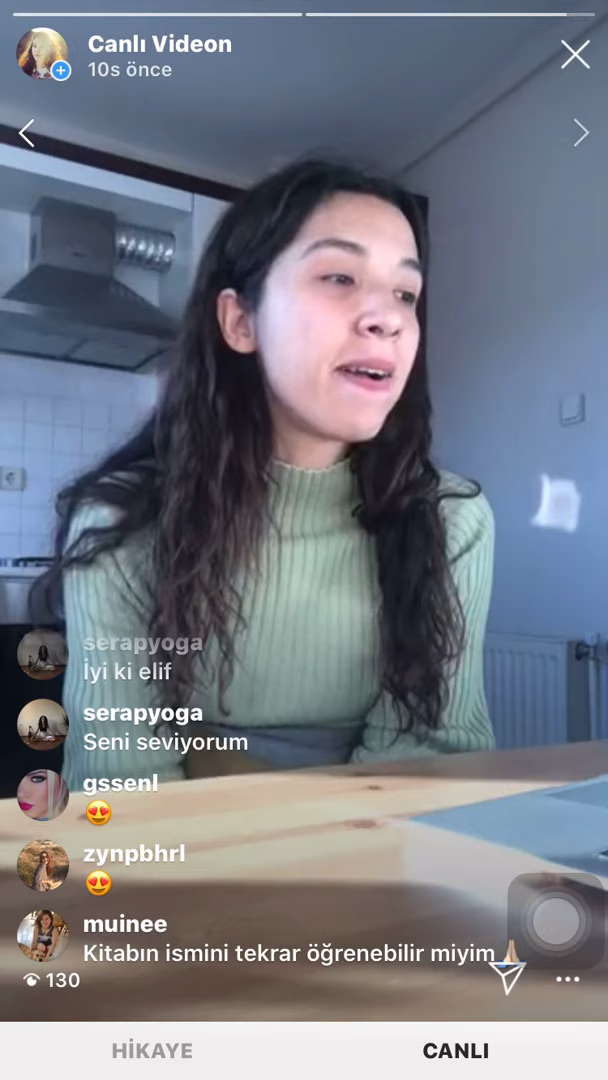 Canlı Videon
10s önce
serapyoga
İyi ki elif
serapyoga
Seni seviyorum
gssenl
😍
zynpbhrl
😍
muinee
Kitabın ismini tekrar öğrenebilir miyim🙏🏼
130
HİKAYE
CANLI